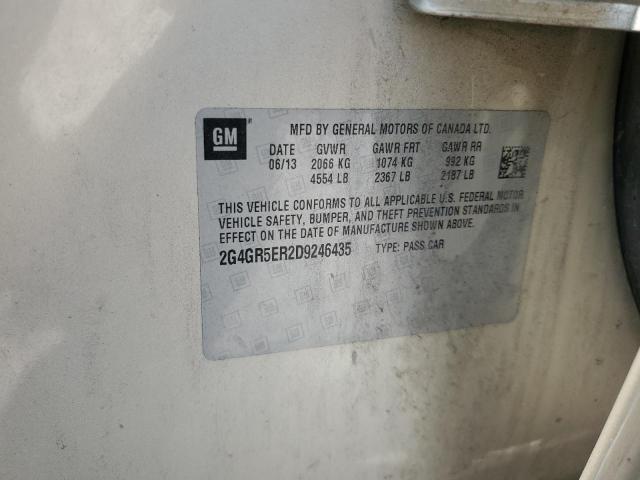 GM
MFD BY GENERAL MOTORS OF CANADA LTD.
DATE GVWR GAWR FRT GAWR RR
06/13 2066 KG 1074 KG 992 KG
4554 LB 2367 LB 2187 LB
THIS VEHICLE CONFORMS TO ALL APPLICABLE U.S. FEDERAL MOTOR
VEHICLE SAFETY, BUMPER, AND THEFT PREVENTION STANDARDS IN
EFFECT ON THE DATE OF MANUFACTURE SHOWN ABOVE.
2G4GR5ER2D9246435 TYPE: PASS CAR